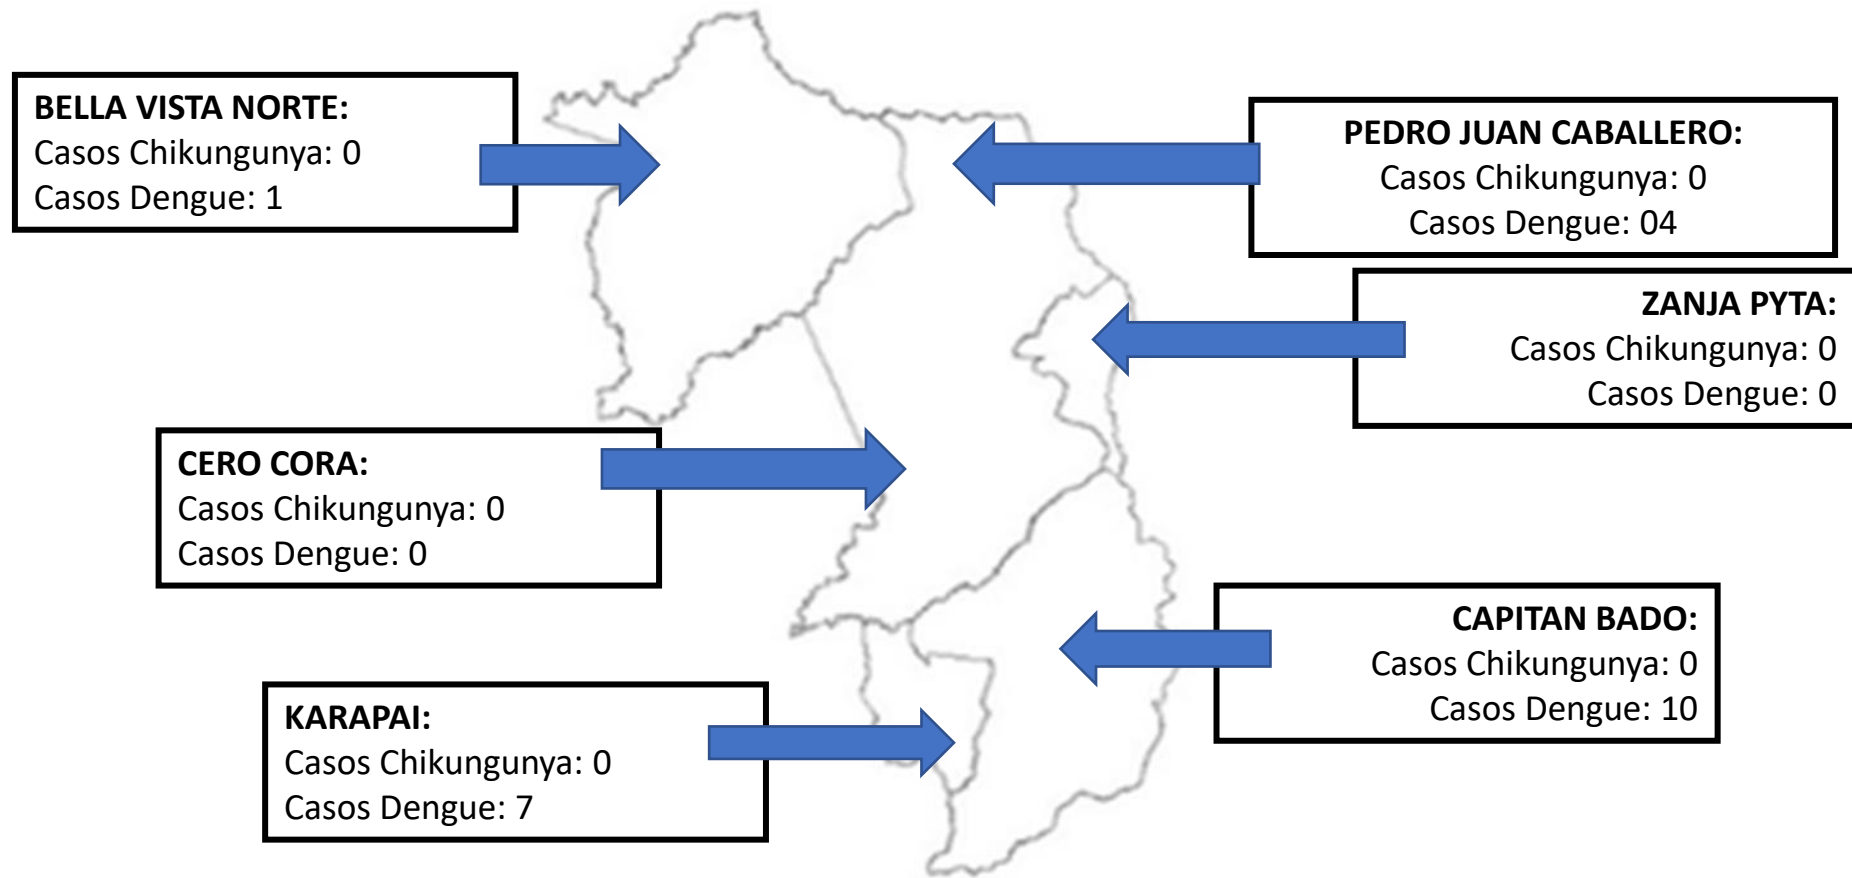 BELLA VISTA NORTE:
Casos Chikungunya: 0
Casos Dengue: 1
PEDRO JUAN CABALLERO:
Casos Chikungunya: 0
Casos Dengue: 04
ZANJA PYTA:
Casos Chikungunya: 0
Casos Dengue: 0
CERO CORA:
Casos Chikungunya: 0
Casos Dengue: 0
CAPITAN BADO:
Casos Chikungunya: 0
Casos Dengue: 10
KARAPAI:
Casos Chikungunya: 0
Casos Dengue: 7